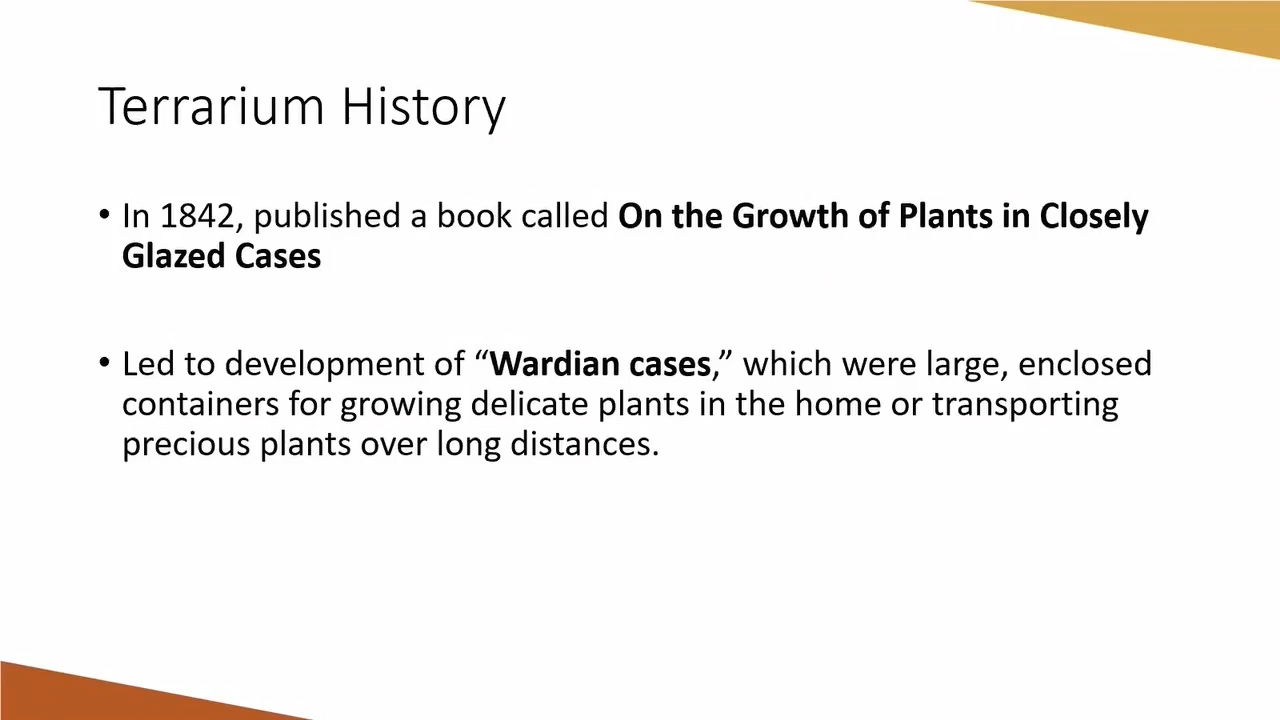 Terrarium History
• In 1842, published a book called On the Growth of Plants in Closely
Glazed Cases
• Led to development of “Wardian cases,” which were large, enclosed
containers for growing delicate plants in the home or transporting
precious plants over long distances.